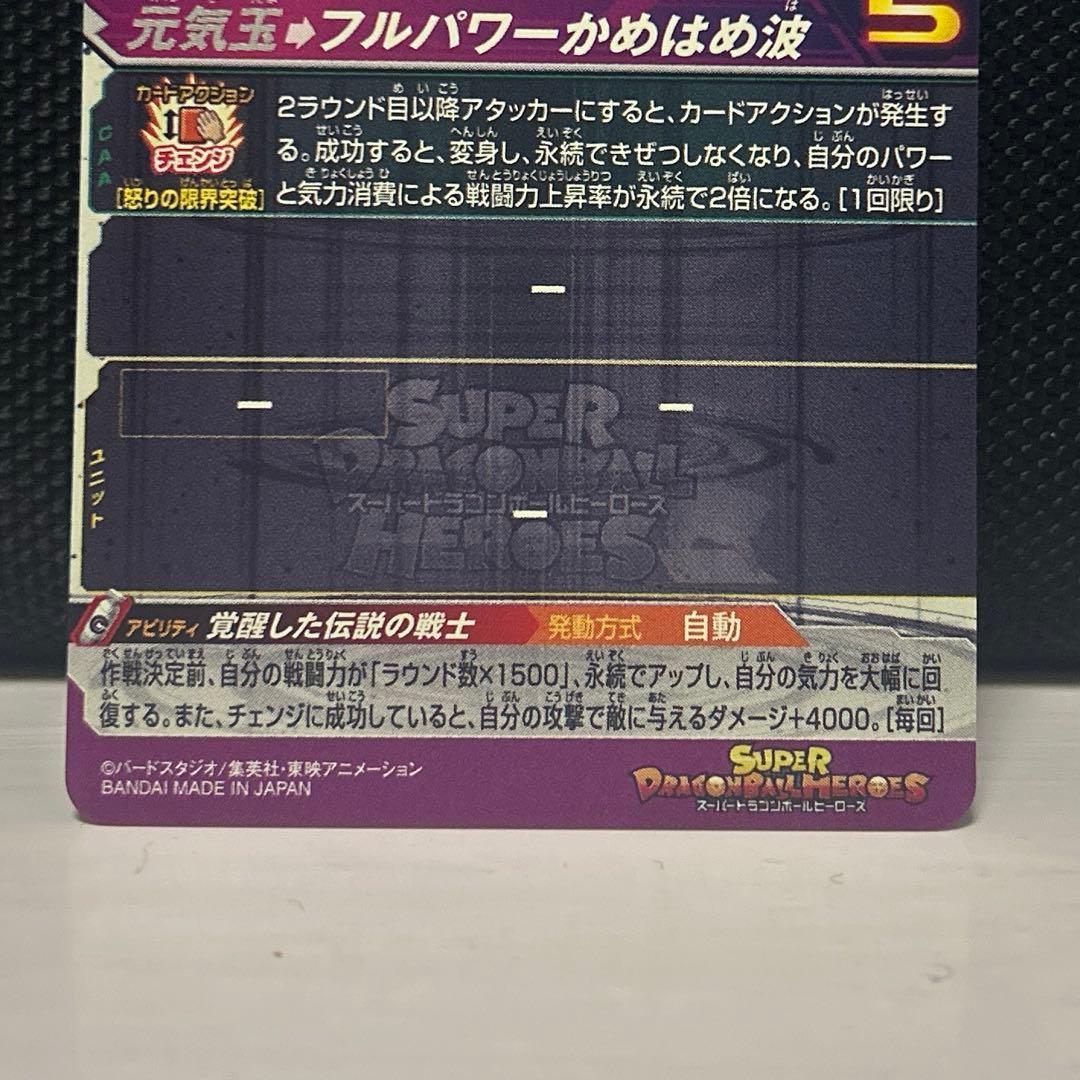 元気玉➡フルパワーかめはめ波
5
カードアクション
チェンジ
[怒りの限界突破]
CAA
2ラウンド目以降アタッカーにすると、カードアクションが発生す
る。成功すると、変身し、永続できぜつしなくなり、自分のパワー
と気力消費による戦闘力上昇率が永続で2倍になる。[1回限り]
ー
ユニット
ー
ー
ー
SUPER
DRAGONBALL
スーパードラゴンボールヒーローズ
HEROES
アビリティ 覚醒した伝説の戦士 発動方式 自動
作戦決定前、自分の戦闘力が「ラウンド数×1500」、永続でアップし、自分の気力を大幅に回
復する。また、チェンジに成功していると、自分の攻撃で敵に与えるダメージ+4000。[毎回]
©バードスタジオ/集英社・東映アニメーション
BANDAI MADE IN JAPAN
SUPER
DRAGONBALL HEROES
スーパードラゴンボールヒーローズ